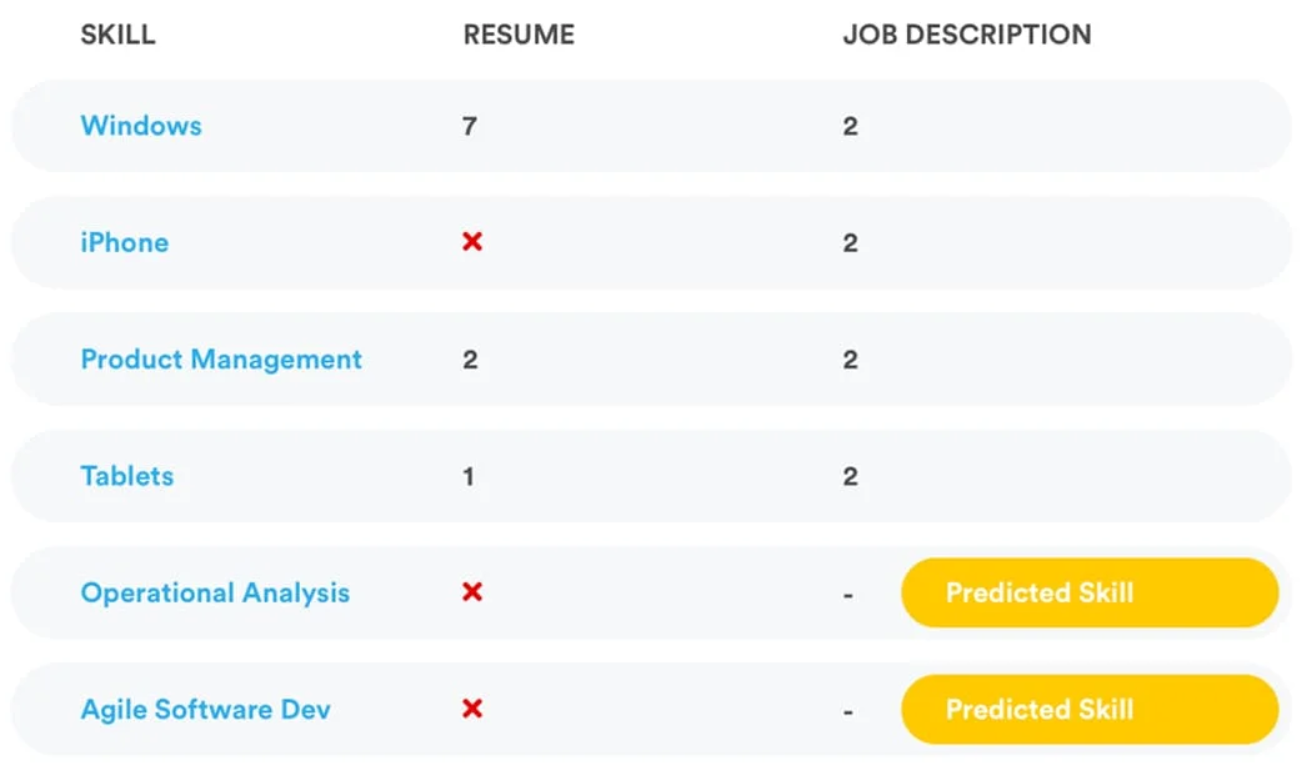 SKILL RESUME JOB DESCRIPTION
Windows 7 2
iPhone ✕ 2
Product Management 2 2
Tablets 1 2
Operational Analysis ✕ - Predicted Skill
Agile Software Dev ✕ - Predicted Skill